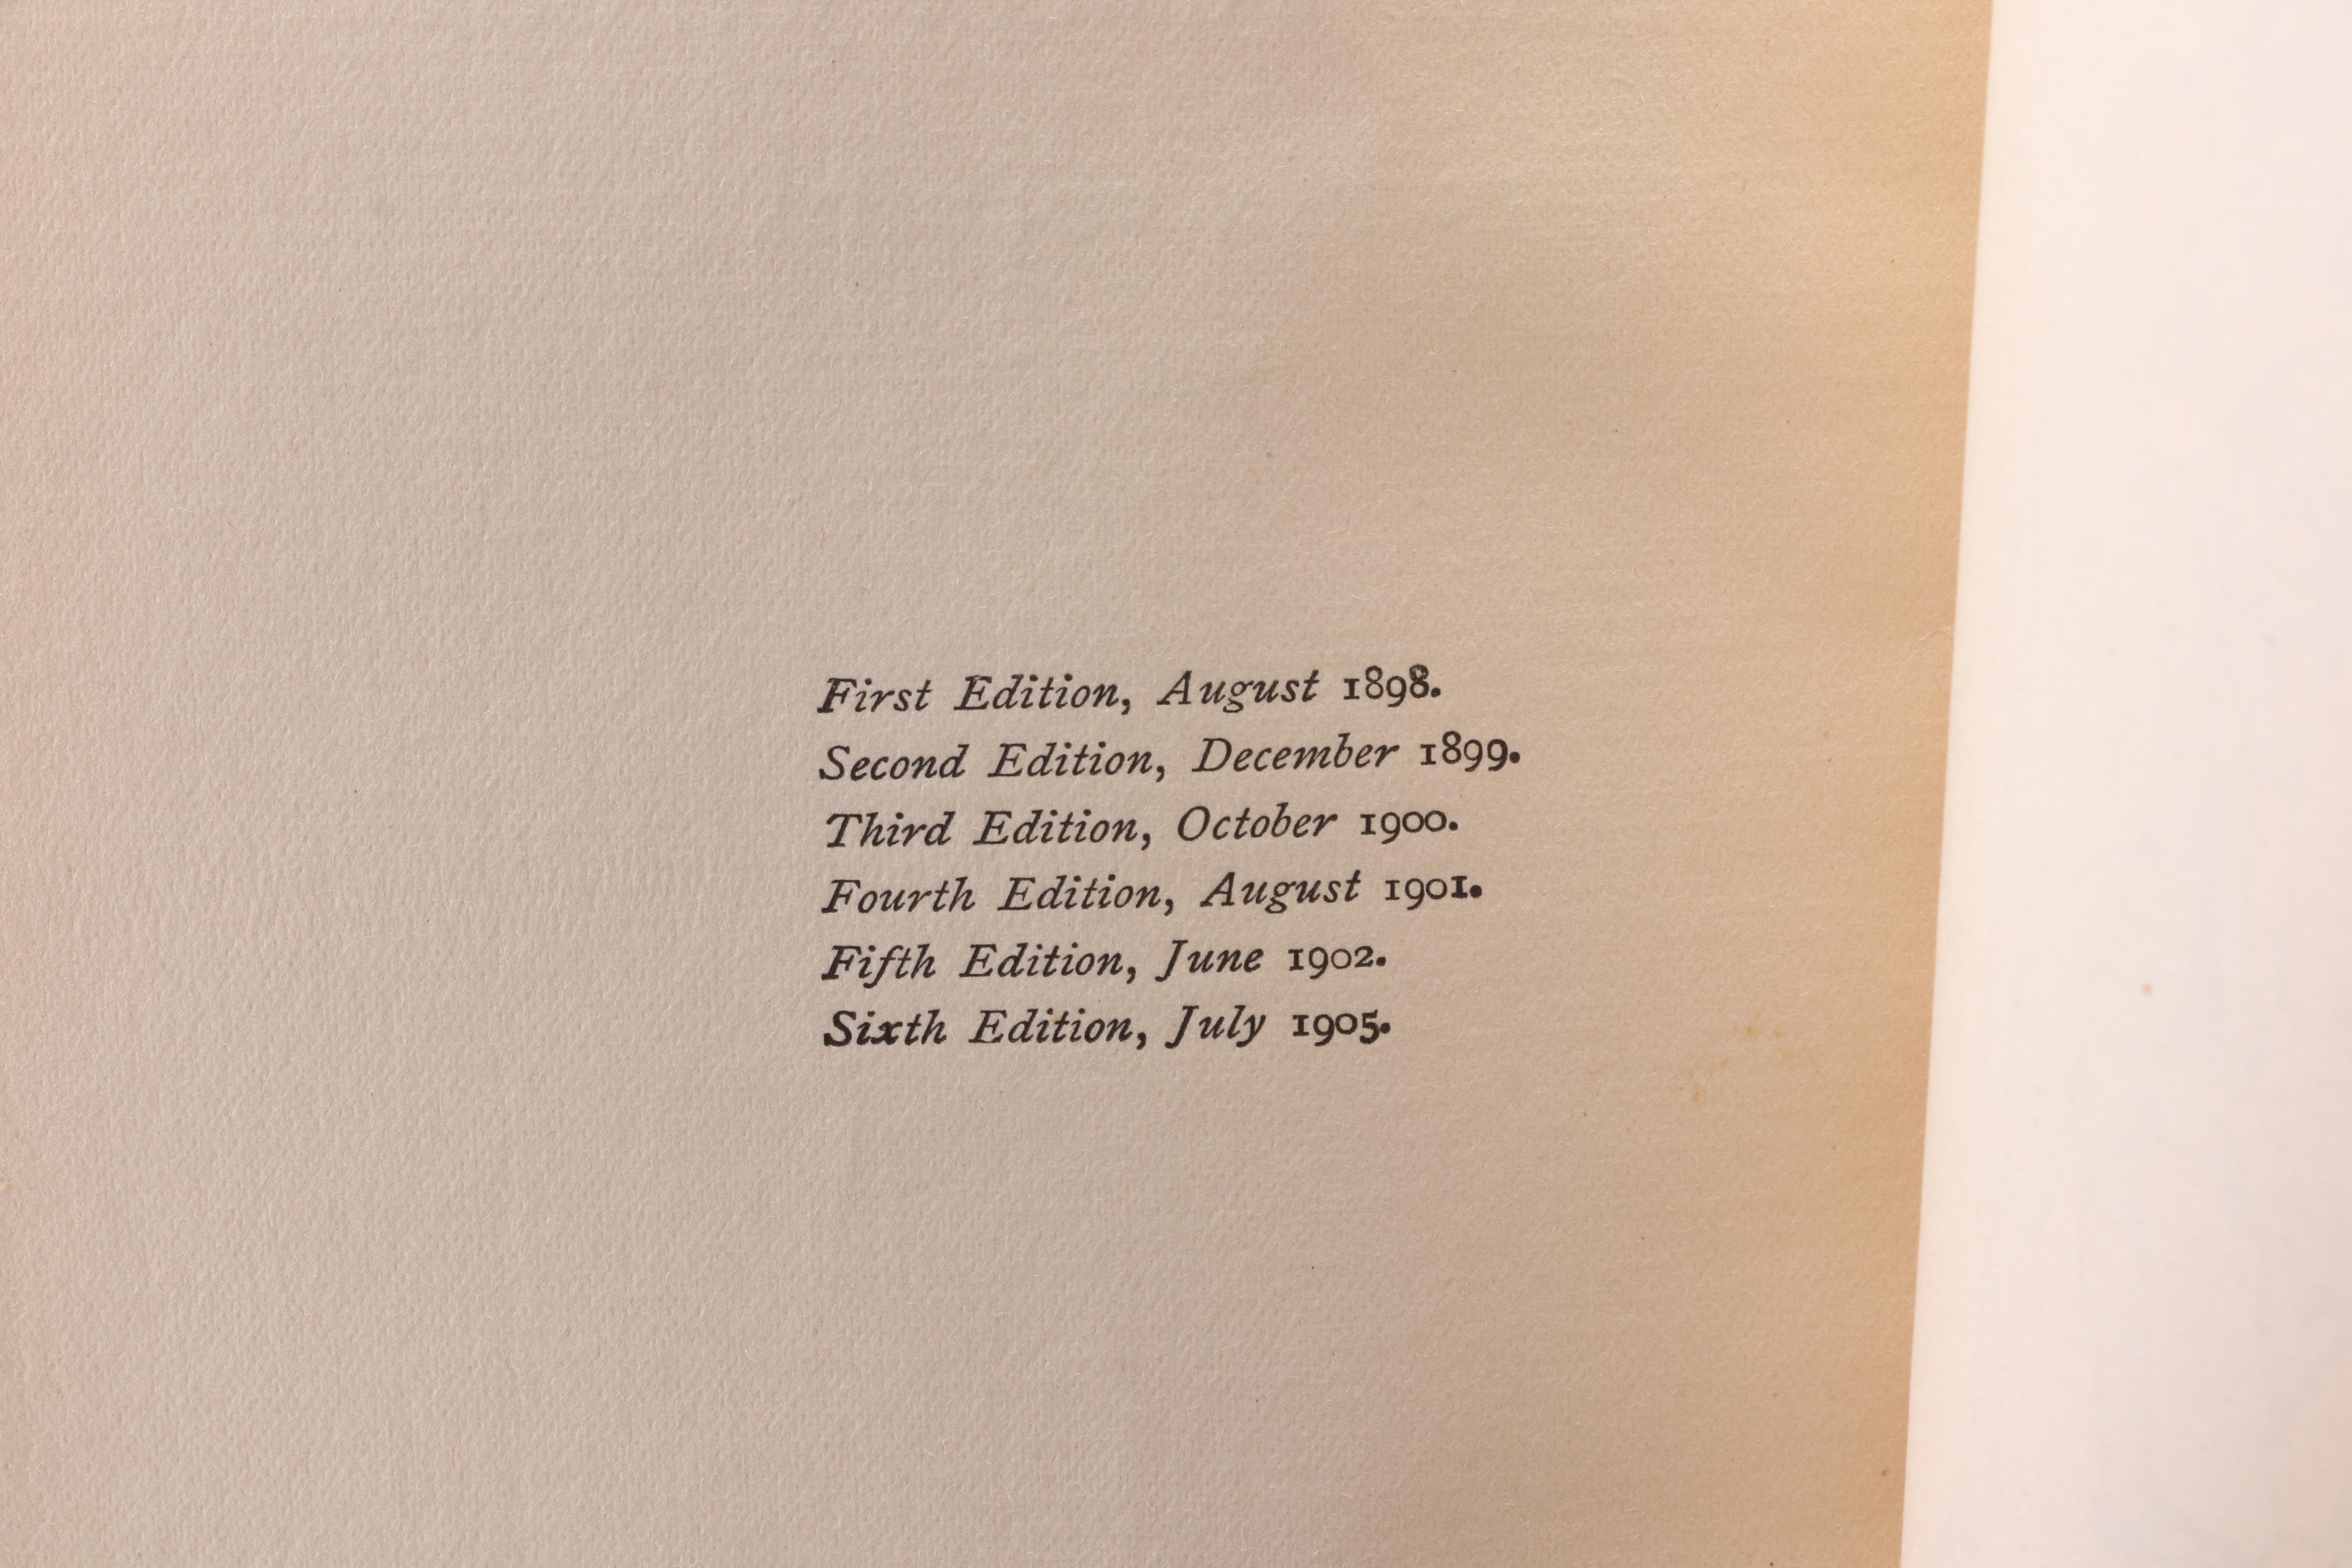 First Edition, August 1898.
Second Edition, December 1899.
Third Edition, October 1900.
Fourth Edition, August 1901.
Fifth Edition, June 1902.
Sixth Edition, July 1905.